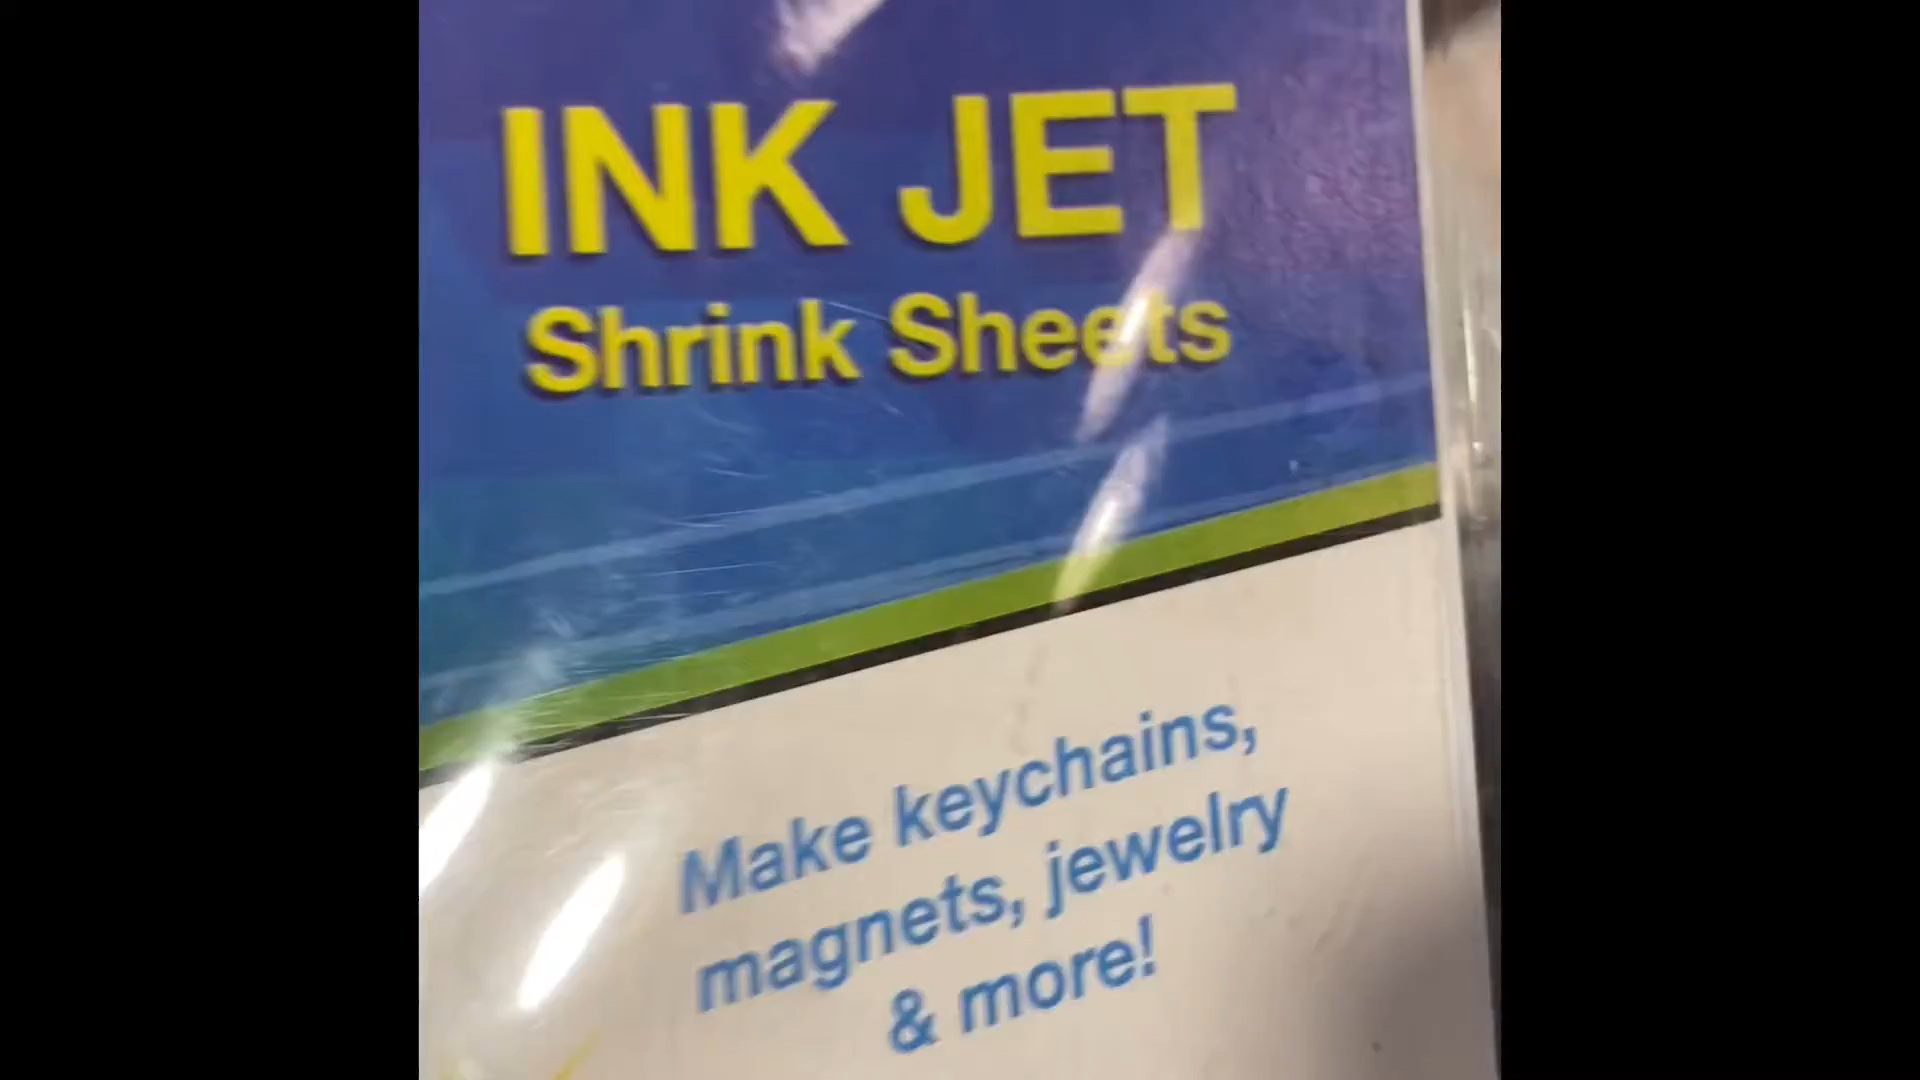 INK JET
Shrink Sheets
Make keychains,
magnets, jewelry
& more!